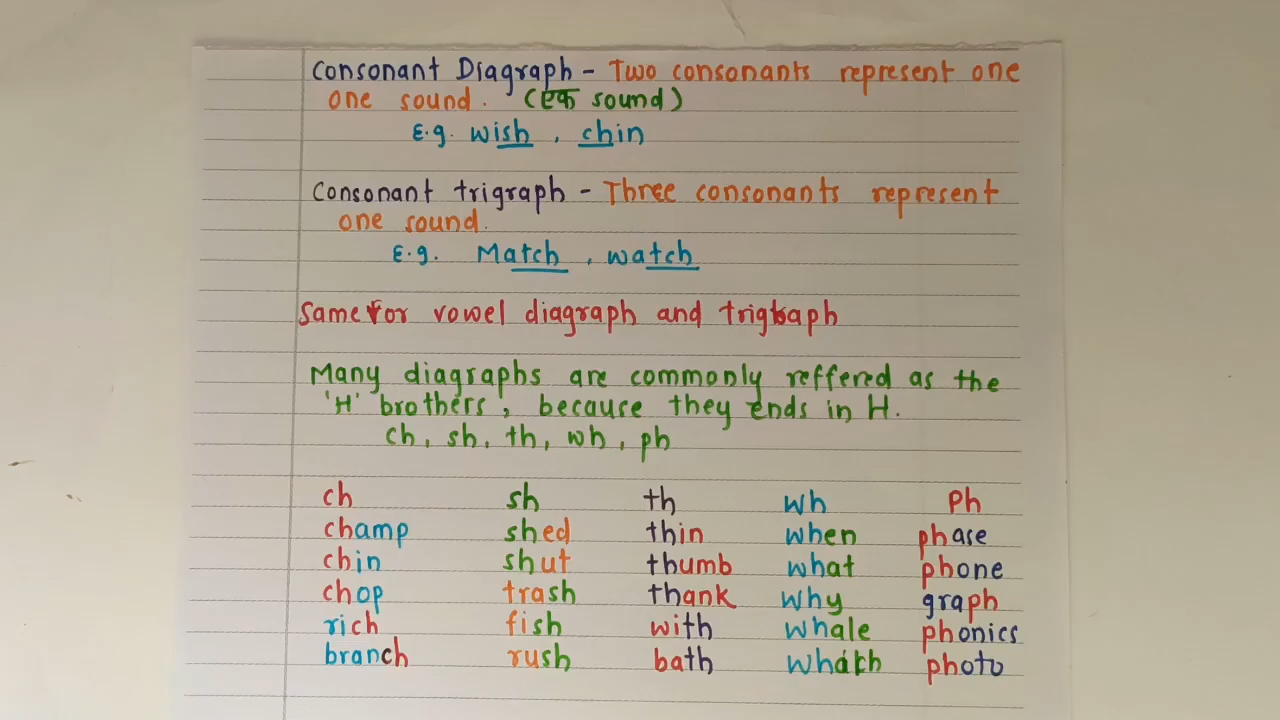 Consonant Diagraph - Two consonants represent one
one sound. (एक sound)
E.g. wish, chin
Consonant trigraph - Three consonants represent
one sound.
E.g. Match, watch
Same for vowel diagraph and trigraph
Many diagraphs are commonly reffered as the
'H' brothers, because they ends in H.
ch, sh, th, wh, ph
ch sh th wh Ph
champ shed thin when phase
chin shut thumb what phone
chop trash thank why graph
rich fish with whale phonics
branch rush bath photo